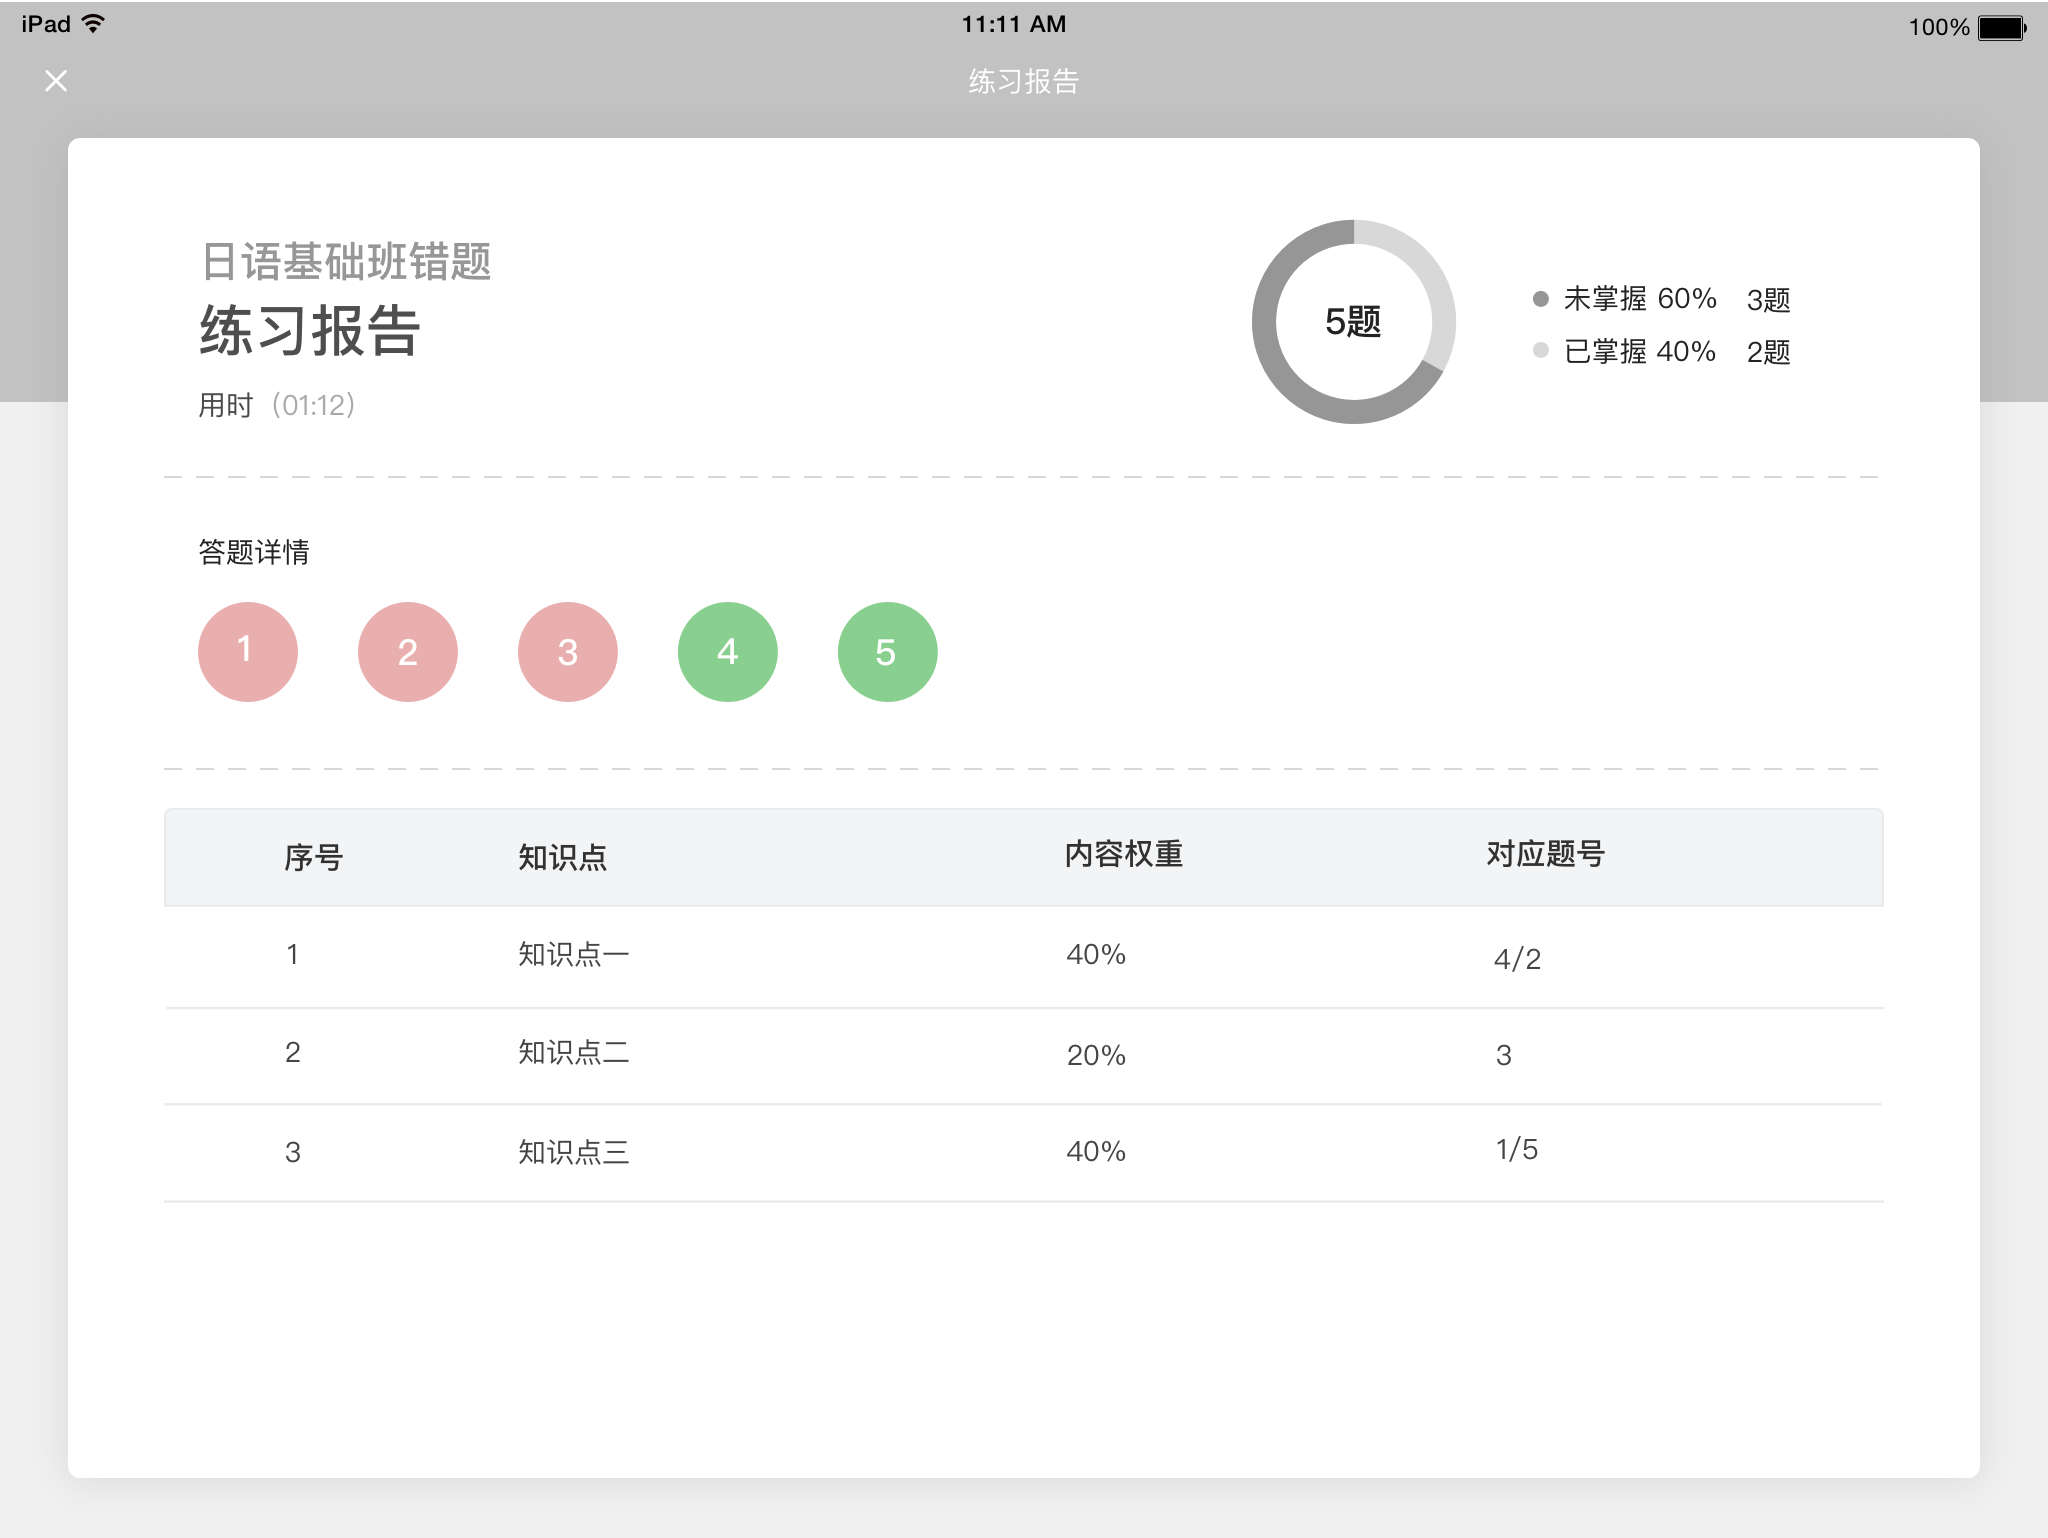 iPad 11:11 AM 100%
练习报告
日语基础班错题
练习报告
用时 (01:12)
5题
未掌握 60% 3题
已掌握 40% 2题
答题详情
1 2 3 4 5
序号 知识点 内容权重 对应题号
1 知识点一 40% 4/2
2 知识点二 20% 3
3 知识点三 40% 1/5